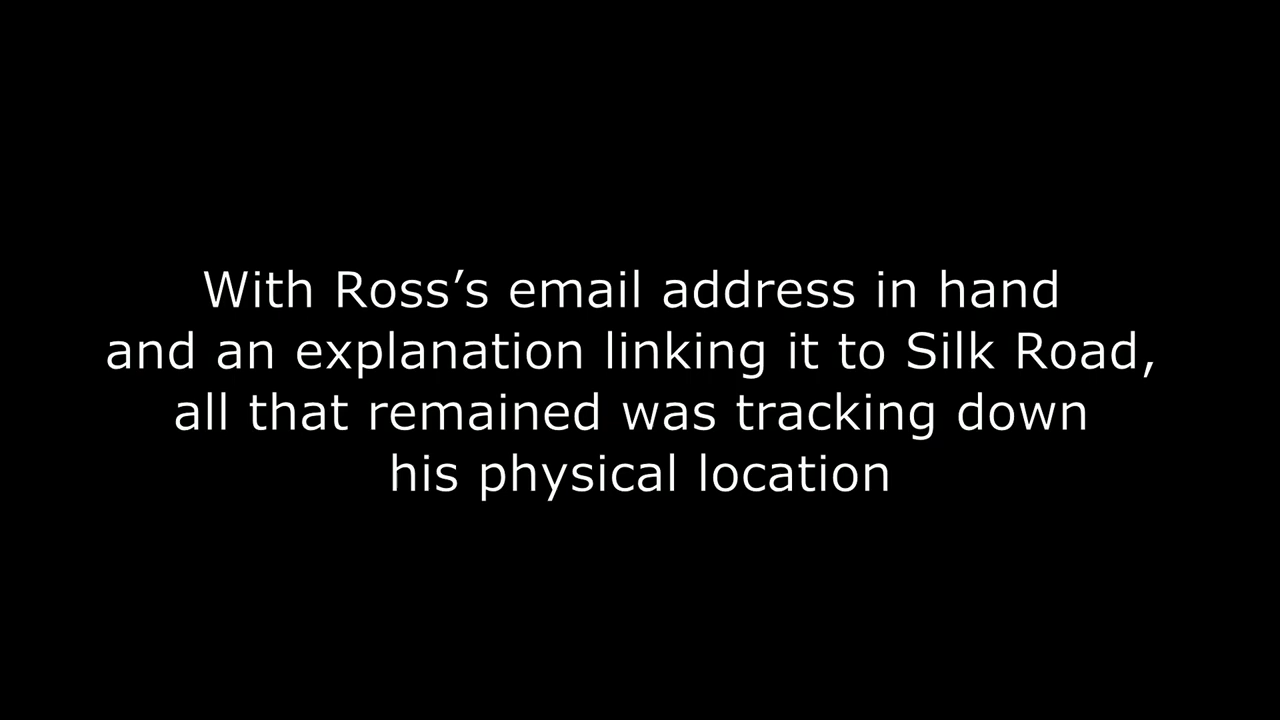 With Ross’s email address in hand
and an explanation linking it to Silk Road,
all that remained was tracking down
his physical location